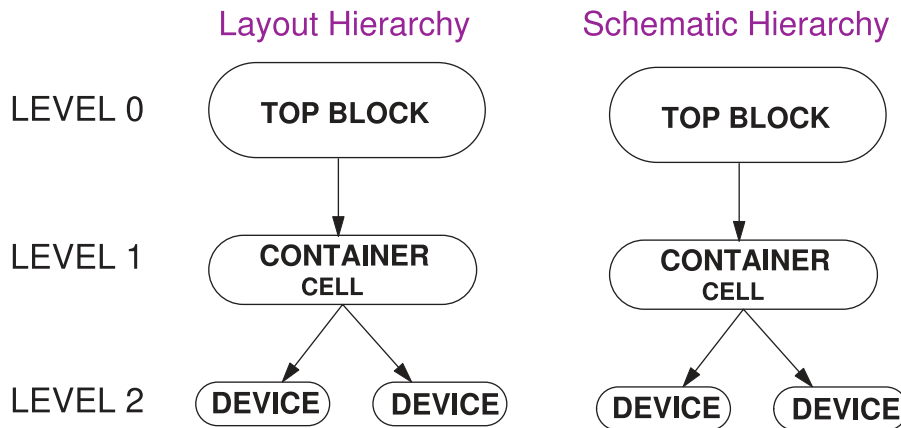 Layout Hierarchy
Schematic Hierarchy
LEVEL 0
TOP BLOCK
TOP BLOCK
LEVEL 1
CONTAINER
CELL
CONTAINER
CELL
LEVEL 2
DEVICE
DEVICE
DEVICE
DEVICE